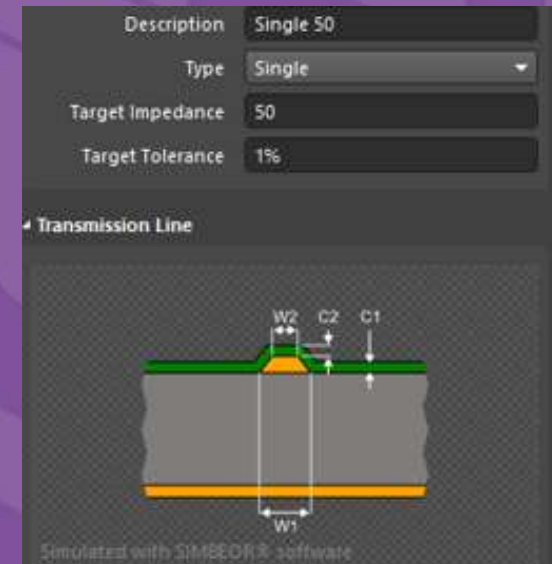 Description Single 50
Type Single
Target Impedance 50
Target Tolerance 1%
Transmission Line
W2 C2 C1
W1
Simulated with SIMBEOR® software